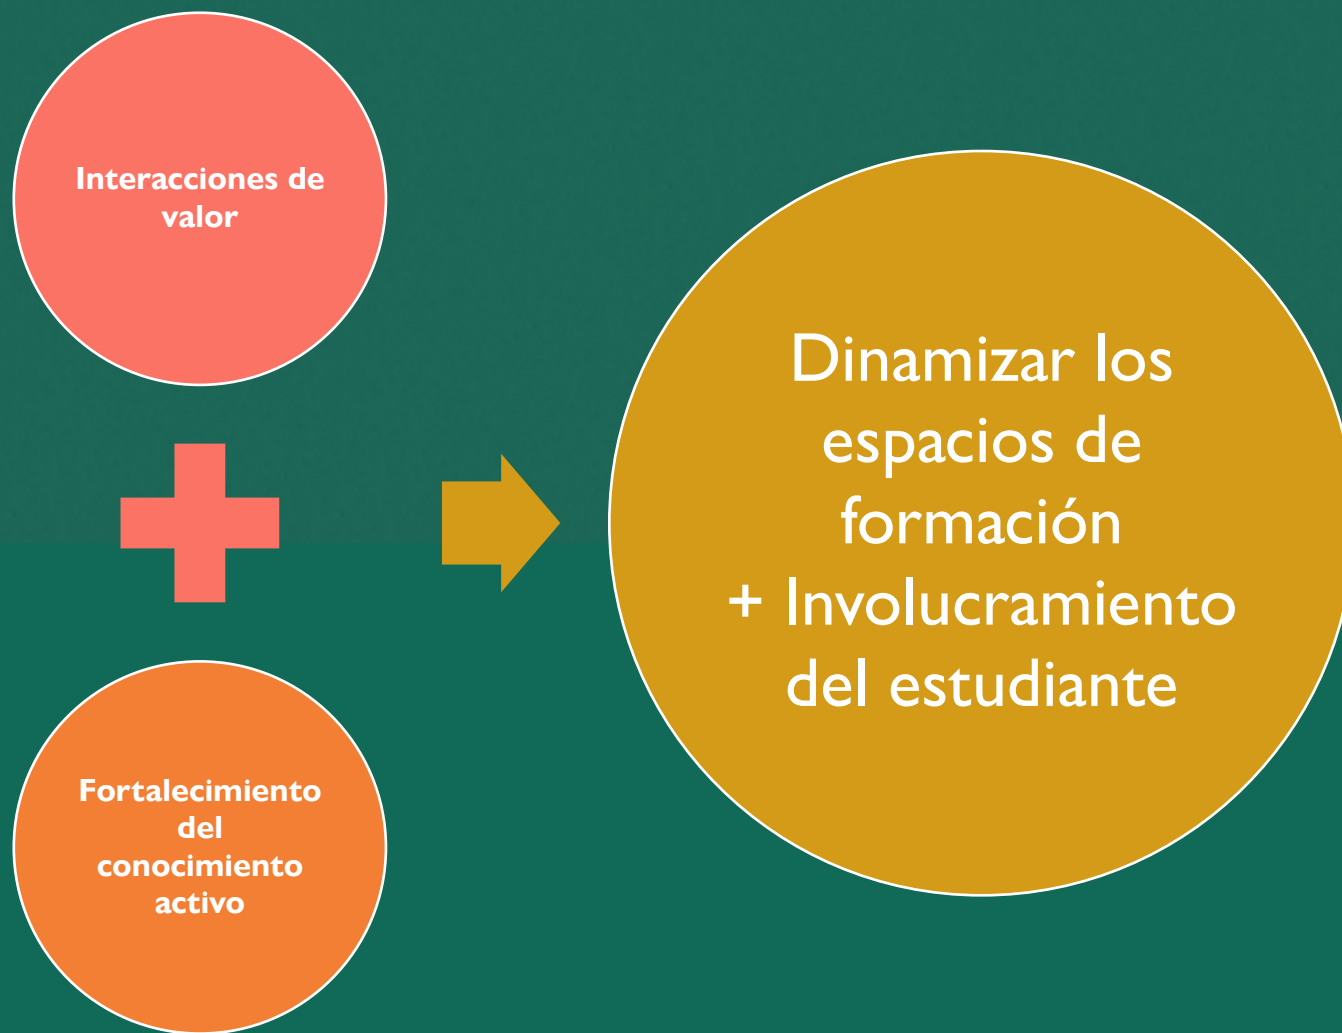 Interacciones de
valor
Fortalecimiento
del
conocimiento
activo
Dinamizar los
espacios de
formación
+ Involucramiento
del estudiante